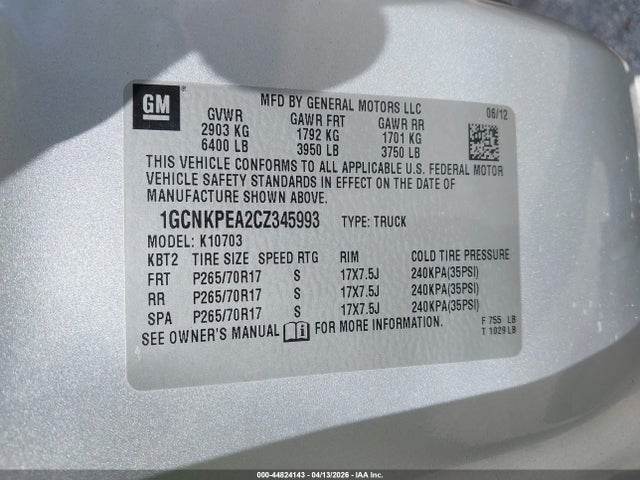 GM
MFD BY GENERAL MOTORS LLC
06/12
GVWR GAWR FRT GAWR RR
2903 KG 1792 KG 1701 KG
6400 LB 3950 LB 3750 LB
THIS VEHICLE CONFORMS TO ALL APPLICABLE U.S. FEDERAL MOTOR
VEHICLE SAFETY STANDARDS IN EFFECT ON THE DATE OF
MANUFACTURE SHOWN ABOVE.
1GCNKPEA2CZ345993 TYPE: TRUCK
MODEL: K10703
KBT2 TIRE SIZE SPEED RTG RIM COLD TIRE PRESSURE
FRT P265/70R17 S 17X7.5J 240KPA(35PSI)
RR P265/70R17 S 17X7.5J 240KPA(35PSI)
SPA P265/70R17 S 17X7.5J 240KPA(35PSI)
SEE OWNER'S MANUAL FOR MORE INFORMATION.
F 755 LB
T 1029 LB
000-44824143 - 04/13/2026 - IAA Inc.